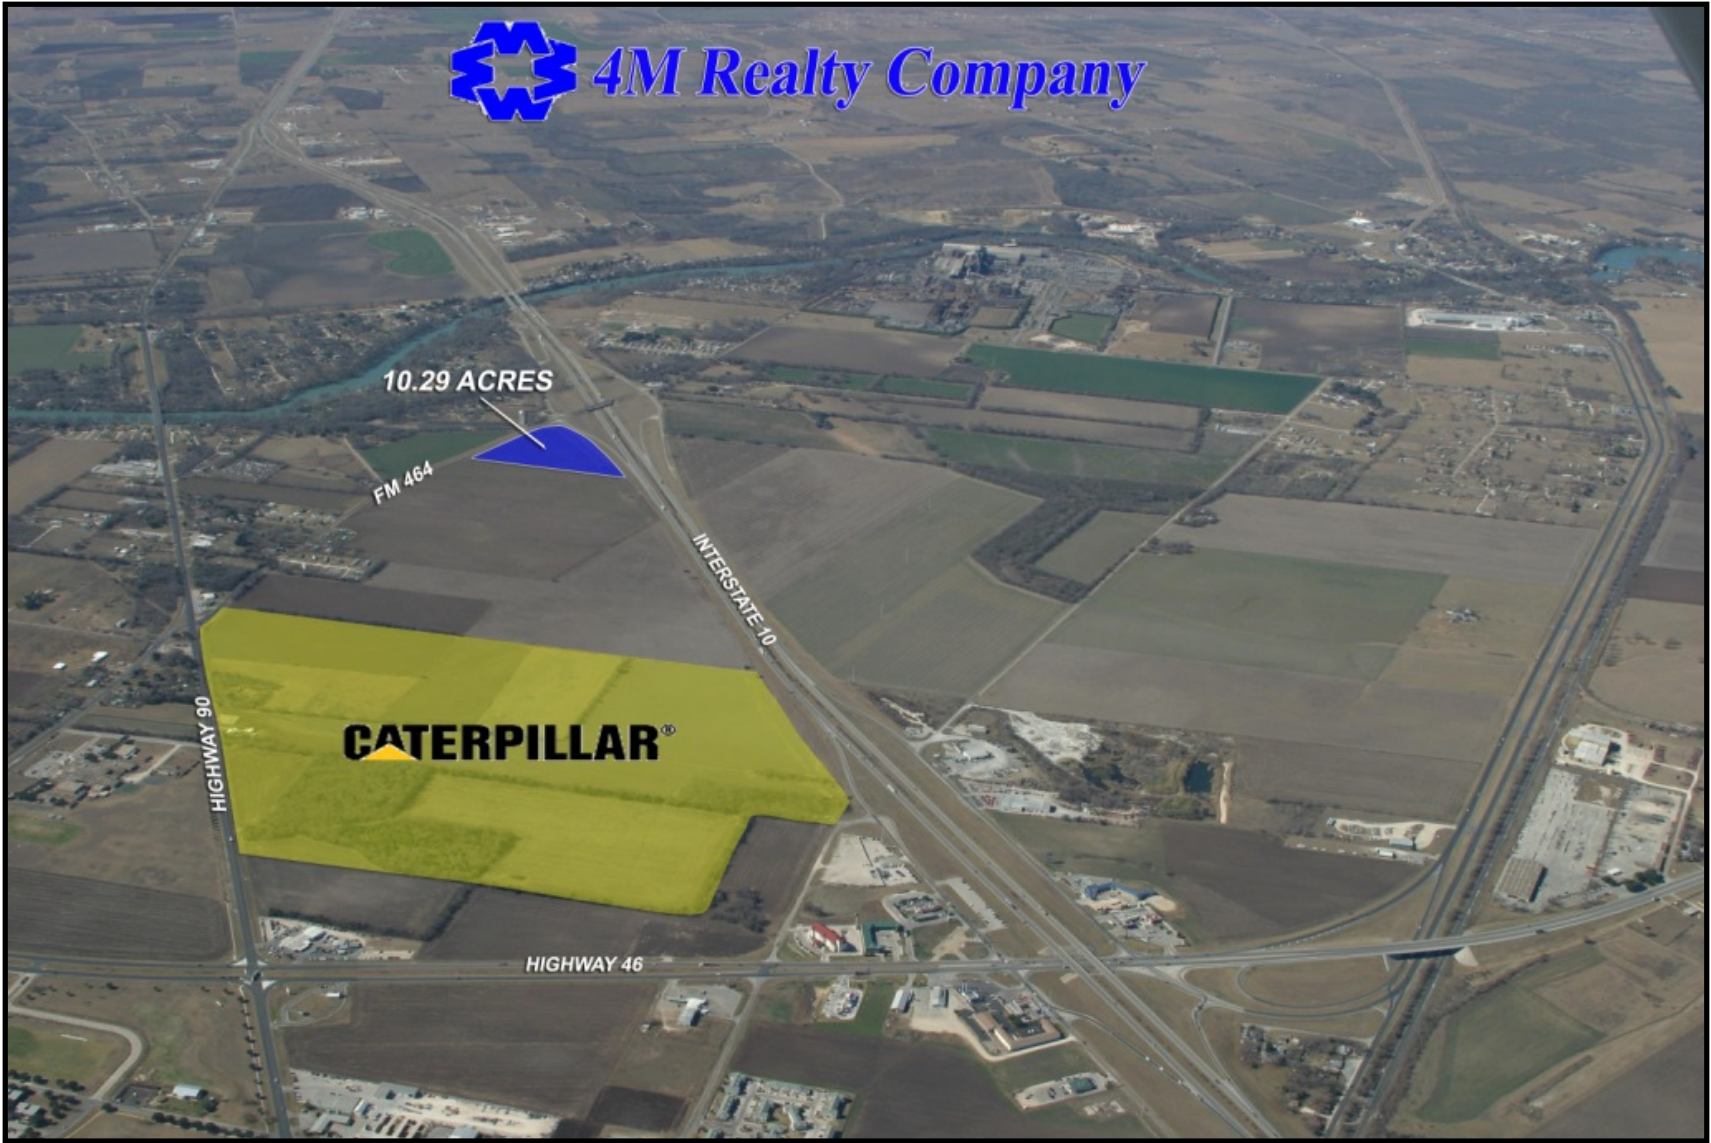 4M Realty Company
10.29 ACRES
FM 464
INTERSTATE 10
HIGHWAY 90
CATERPILLAR®
HIGHWAY 46